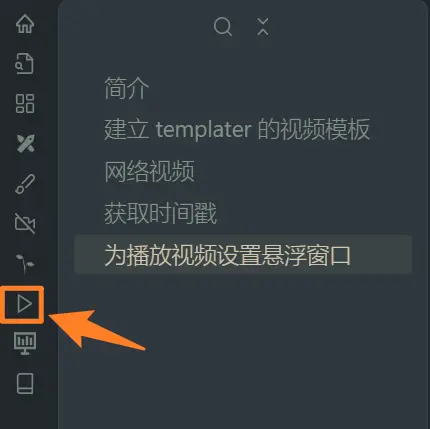 简介
建立 templater 的视频模板
网络视频
获取时间戳
为播放视频设置悬浮窗口